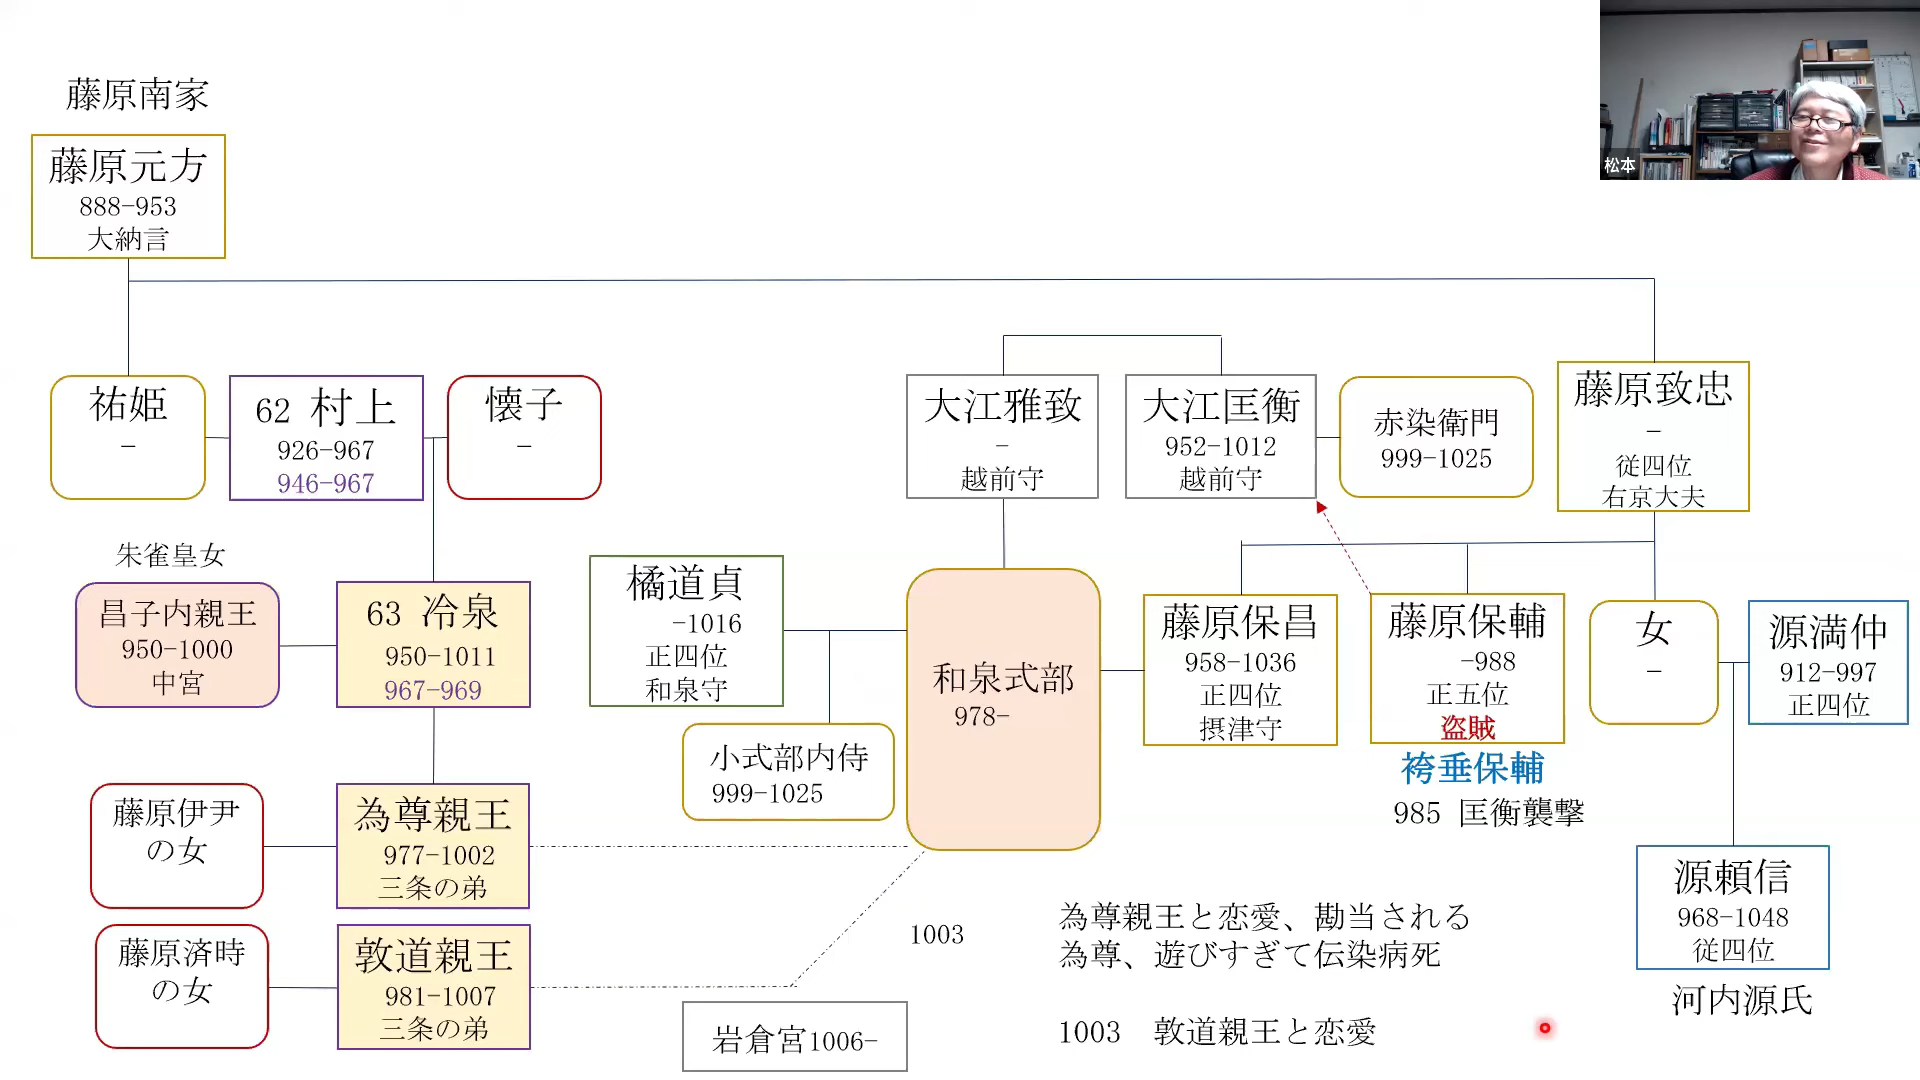 藤原南家
藤原元方
888-953
大納言
松本
祐姫
-
62 村上
926-967
946-967
懐子
-
大江雅致
-
越前守
大江匡衡
952-1012
越前守
赤染衛門
999-1025
藤原致忠
-
従四位
右京大夫
朱雀皇女
昌子内親王
950-1000
中宮
63 冷泉
950-1011
967-969
橘道貞
-1016
正四位
和泉守
小式部内侍
999-1025
和泉式部
978-
藤原保昌
958-1036
正四位
摂津守
藤原保輔
-988
正五位
盗賊
袴垂保輔
985 匡衡襲撃
女
-
源満仲
912-997
正四位
藤原伊尹
の女
為尊親王
977-1002
三条の弟
源頼信
968-1048
従四位
河内源氏
藤原済時
の女
敦道親王
981-1007
三条の弟
1003
岩倉宮1006-
為尊親王と恋愛、勘当される
為尊、遊びすぎて伝染病死
1003 敦道親王と恋愛